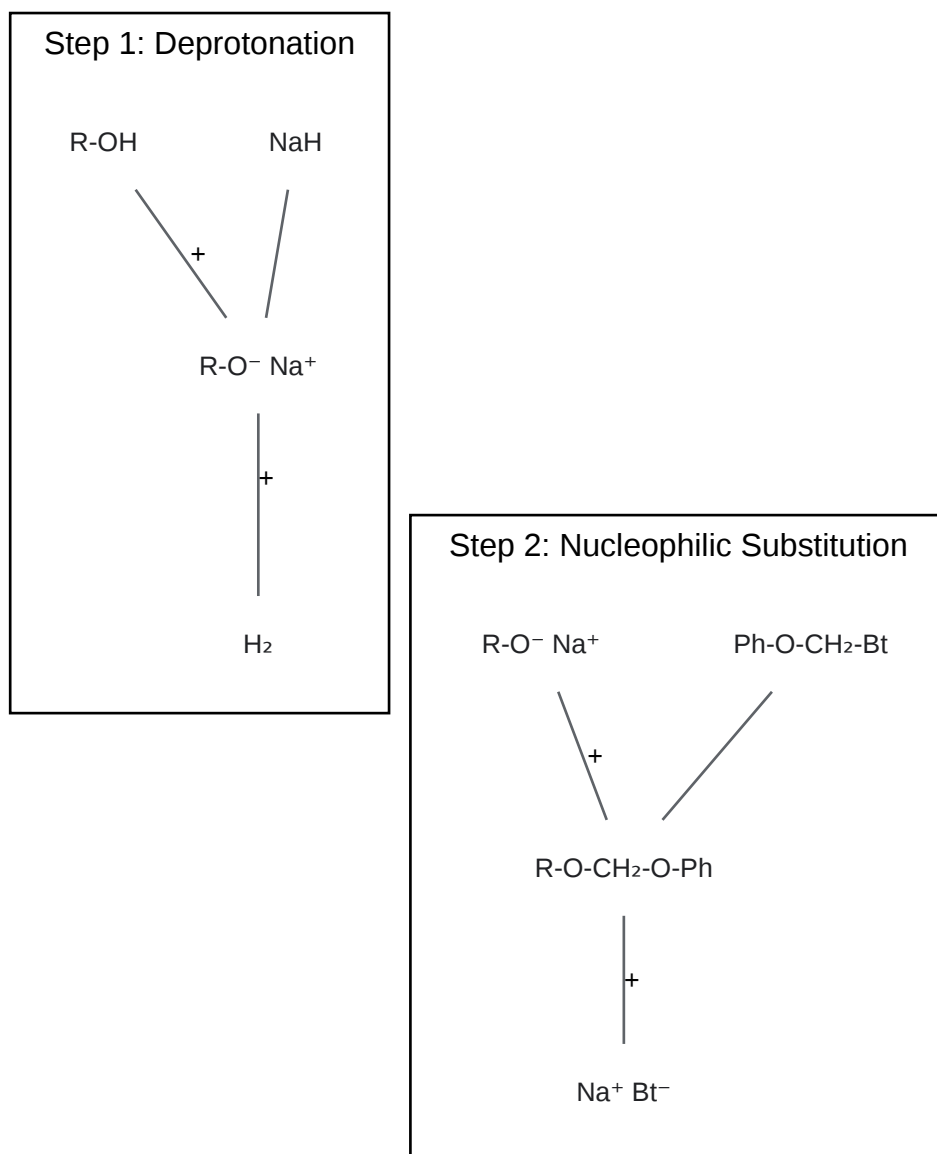 Step 1: Deprotonation
R-OH NaH
+
R-O⁻ Na⁺
+
H₂
Step 2: Nucleophilic Substitution
R-O⁻ Na⁺ Ph-O-CH₂-Bt
+
R-O-CH₂-O-Ph
+
Na⁺ Bt⁻